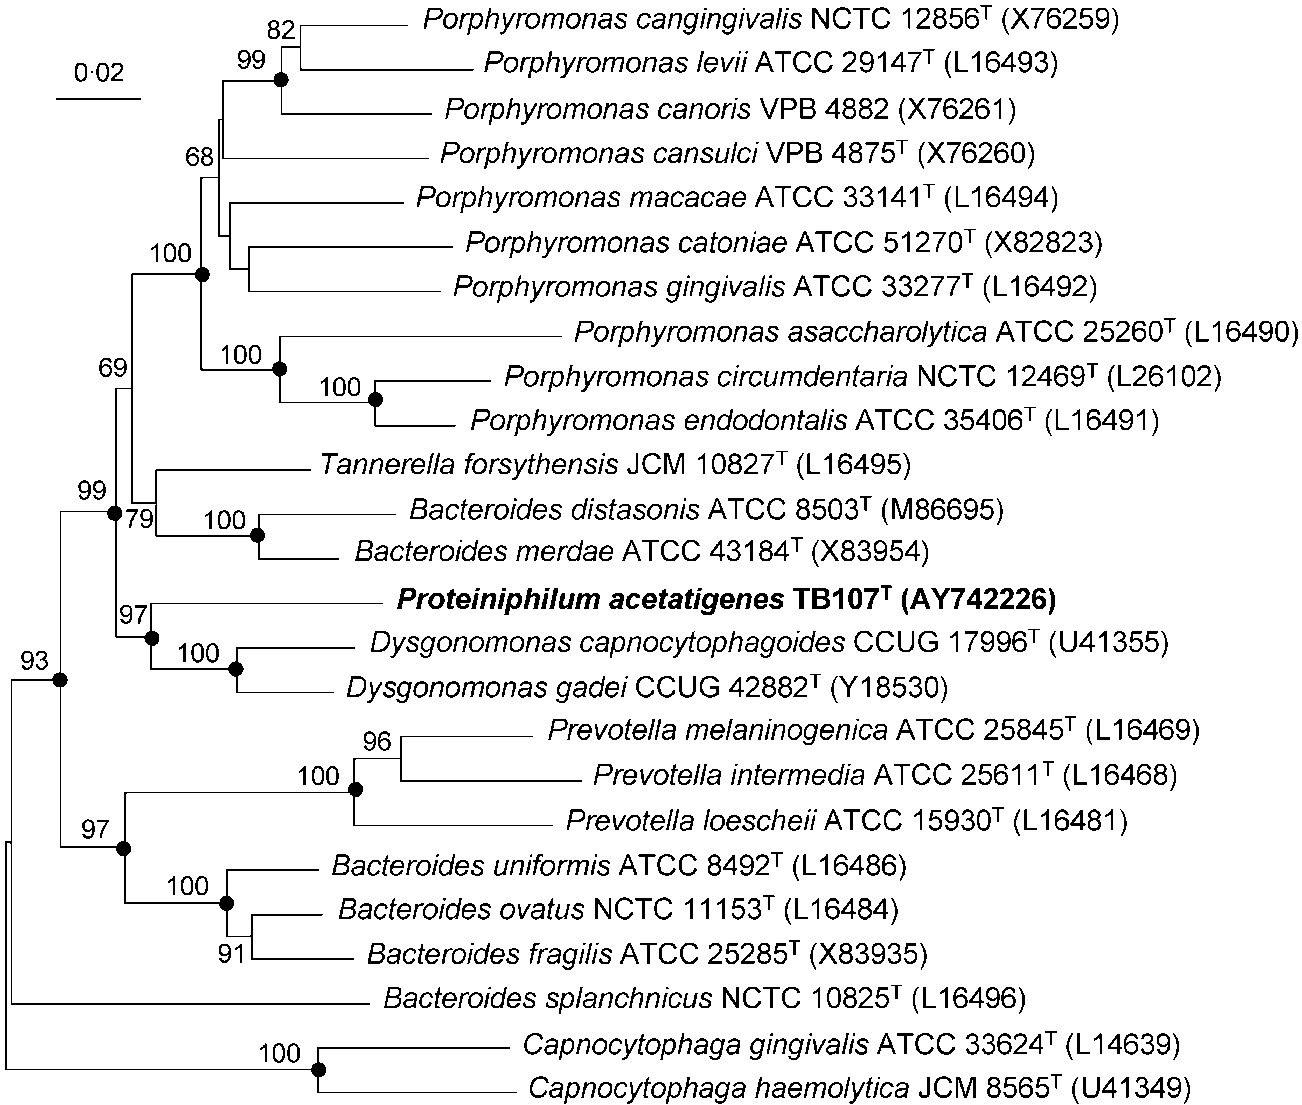 82 Porphyromonas cangingivalis NCTC 12856ᵀ (X76259)
99 Porphyromonas levii ATCC 29147ᵀ (L16493)
0·02
Porphyromonas canoris VPB 4882 (X76261)
68 Porphyromonas cansulci VPB 4875ᵀ (X76260)
Porphyromonas macacae ATCC 33141ᵀ (L16494)
100 Porphyromonas catoniae ATCC 51270ᵀ (X82823)
Porphyromonas gingivalis ATCC 33277ᵀ (L16492)
Porphyromonas asaccharolytica ATCC 25260ᵀ (L16490)
100
69 100 Porphyromonas circumdentaria NCTC 12469ᵀ (L26102)
Porphyromonas endodontalis ATCC 35406ᵀ (L16491)
Tannerella forsythensis JCM 10827ᵀ (L16495)
99
79 100 Bacteroides distasonis ATCC 8503ᵀ (M86695)
Bacteroides merdae ATCC 43184ᵀ (X83954)
97 Proteiniphilum acetatigenes TB107ᵀ (AY742226)
93 100 Dysgonomonas capnocytophagoides CCUG 17996ᵀ (U41355)
Dysgonomonas gadei CCUG 42882ᵀ (Y18530)
96 Prevotella melaninogenica ATCC 25845ᵀ (L16469)
100 Prevotella intermedia ATCC 25611ᵀ (L16468)
97 Prevotella loescheii ATCC 15930ᵀ (L16481)
Bacteroides uniformis ATCC 8492ᵀ (L16486)
100
Bacteroides ovatus NCTC 11153ᵀ (L16484)
91 Bacteroides fragilis ATCC 25285ᵀ (X83935)
Bacteroides splanchnicus NCTC 10825ᵀ (L16496)
100 Capnocytophaga gingivalis ATCC 33624ᵀ (L14639)
Capnocytophaga haemolytica JCM 8565ᵀ (U41349)